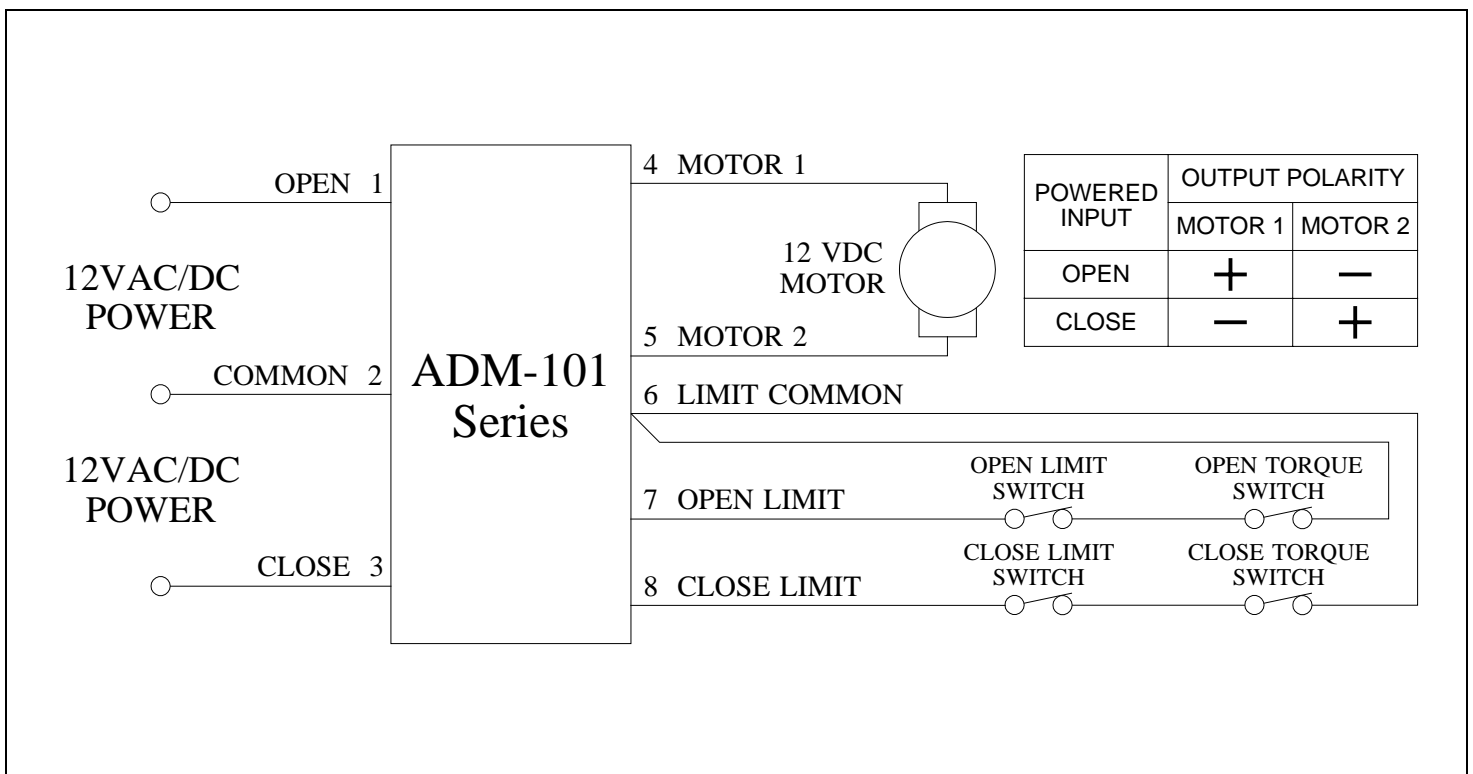 OPEN 1
12VAC/DC
POWER
COMMON 2
12VAC/DC
POWER
CLOSE 3
ADM-101
Series
4 MOTOR 1
12 VDC
MOTOR
5 MOTOR 2
6 LIMIT COMMON
7 OPEN LIMIT
OPEN LIMIT
SWITCH
OPEN TORQUE
SWITCH
8 CLOSE LIMIT
CLOSE LIMIT
SWITCH
CLOSE TORQUE
SWITCH
POWERED
INPUT
OUTPUT POLARITY
MOTOR 1 MOTOR 2
OPEN + −
CLOSE − +